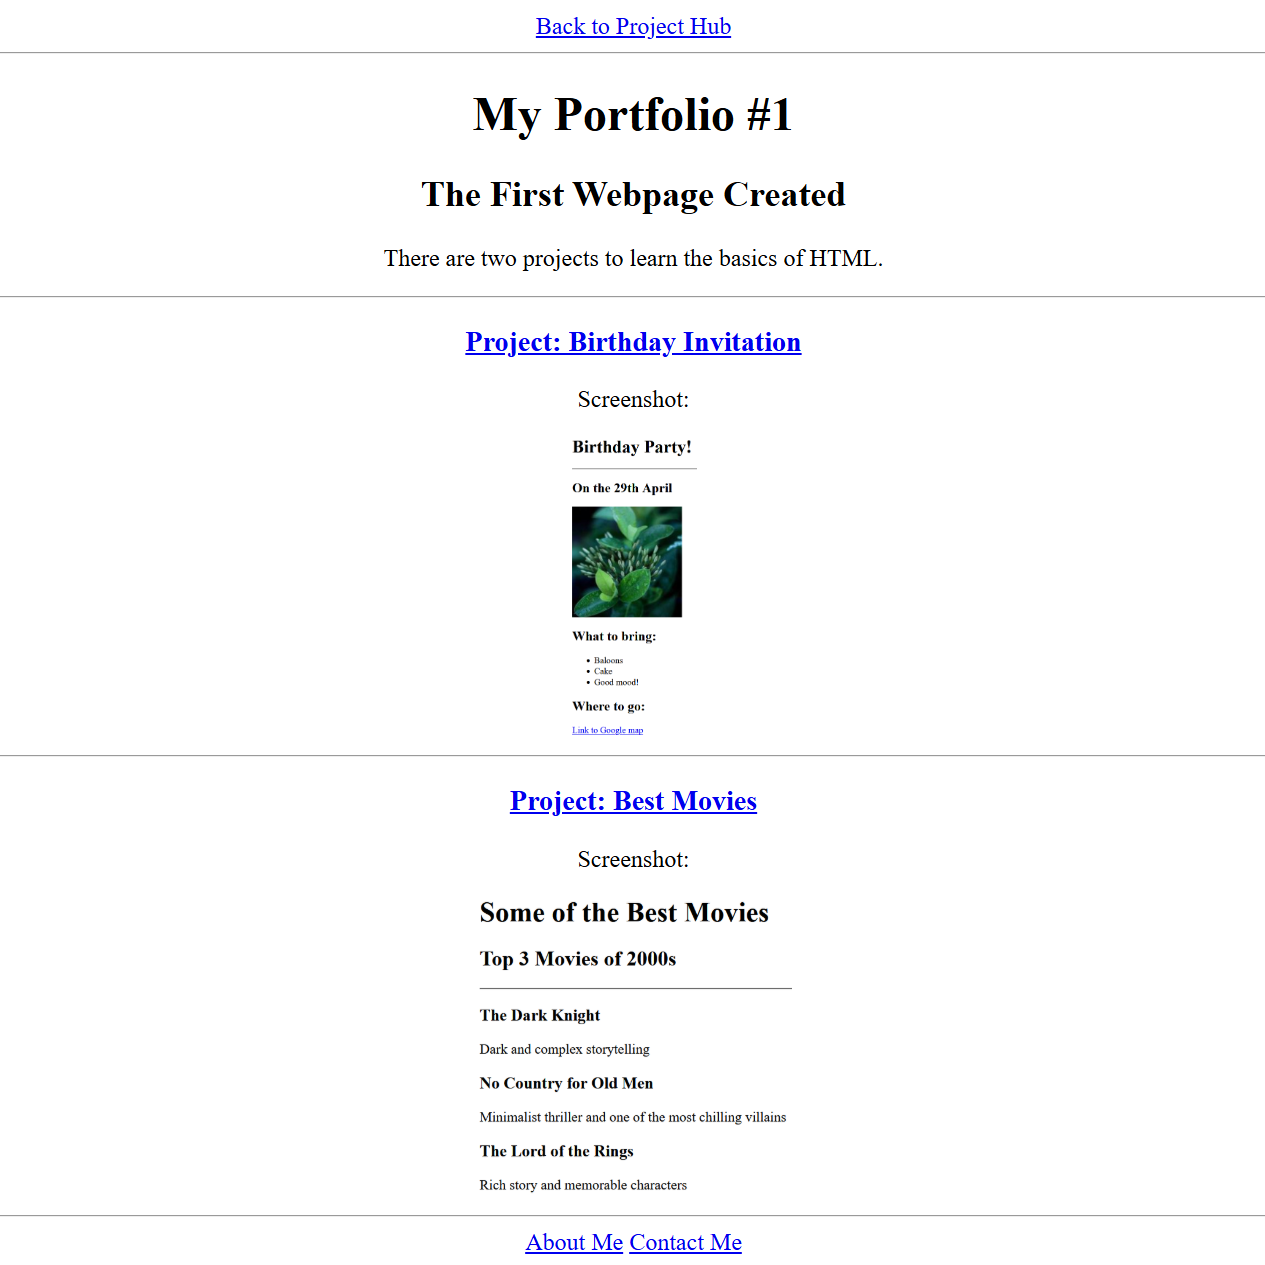 Back to Project Hub
My Portfolio #1
The First Webpage Created
There are two projects to learn the basics of HTML.
Project: Birthday Invitation
Screenshot:
Birthday Party!
On the 29th April
What to bring:
• Baloons
• Cake
• Good mood!
Where to go:
Link to Google map
Project: Best Movies
Screenshot:
Some of the Best Movies
Top 3 Movies of 2000s
The Dark Knight
Dark and complex storytelling
No Country for Old Men
Minimalist thriller and one of the most chilling villains
The Lord of the Rings
Rich story and memorable characters
About Me Contact Me